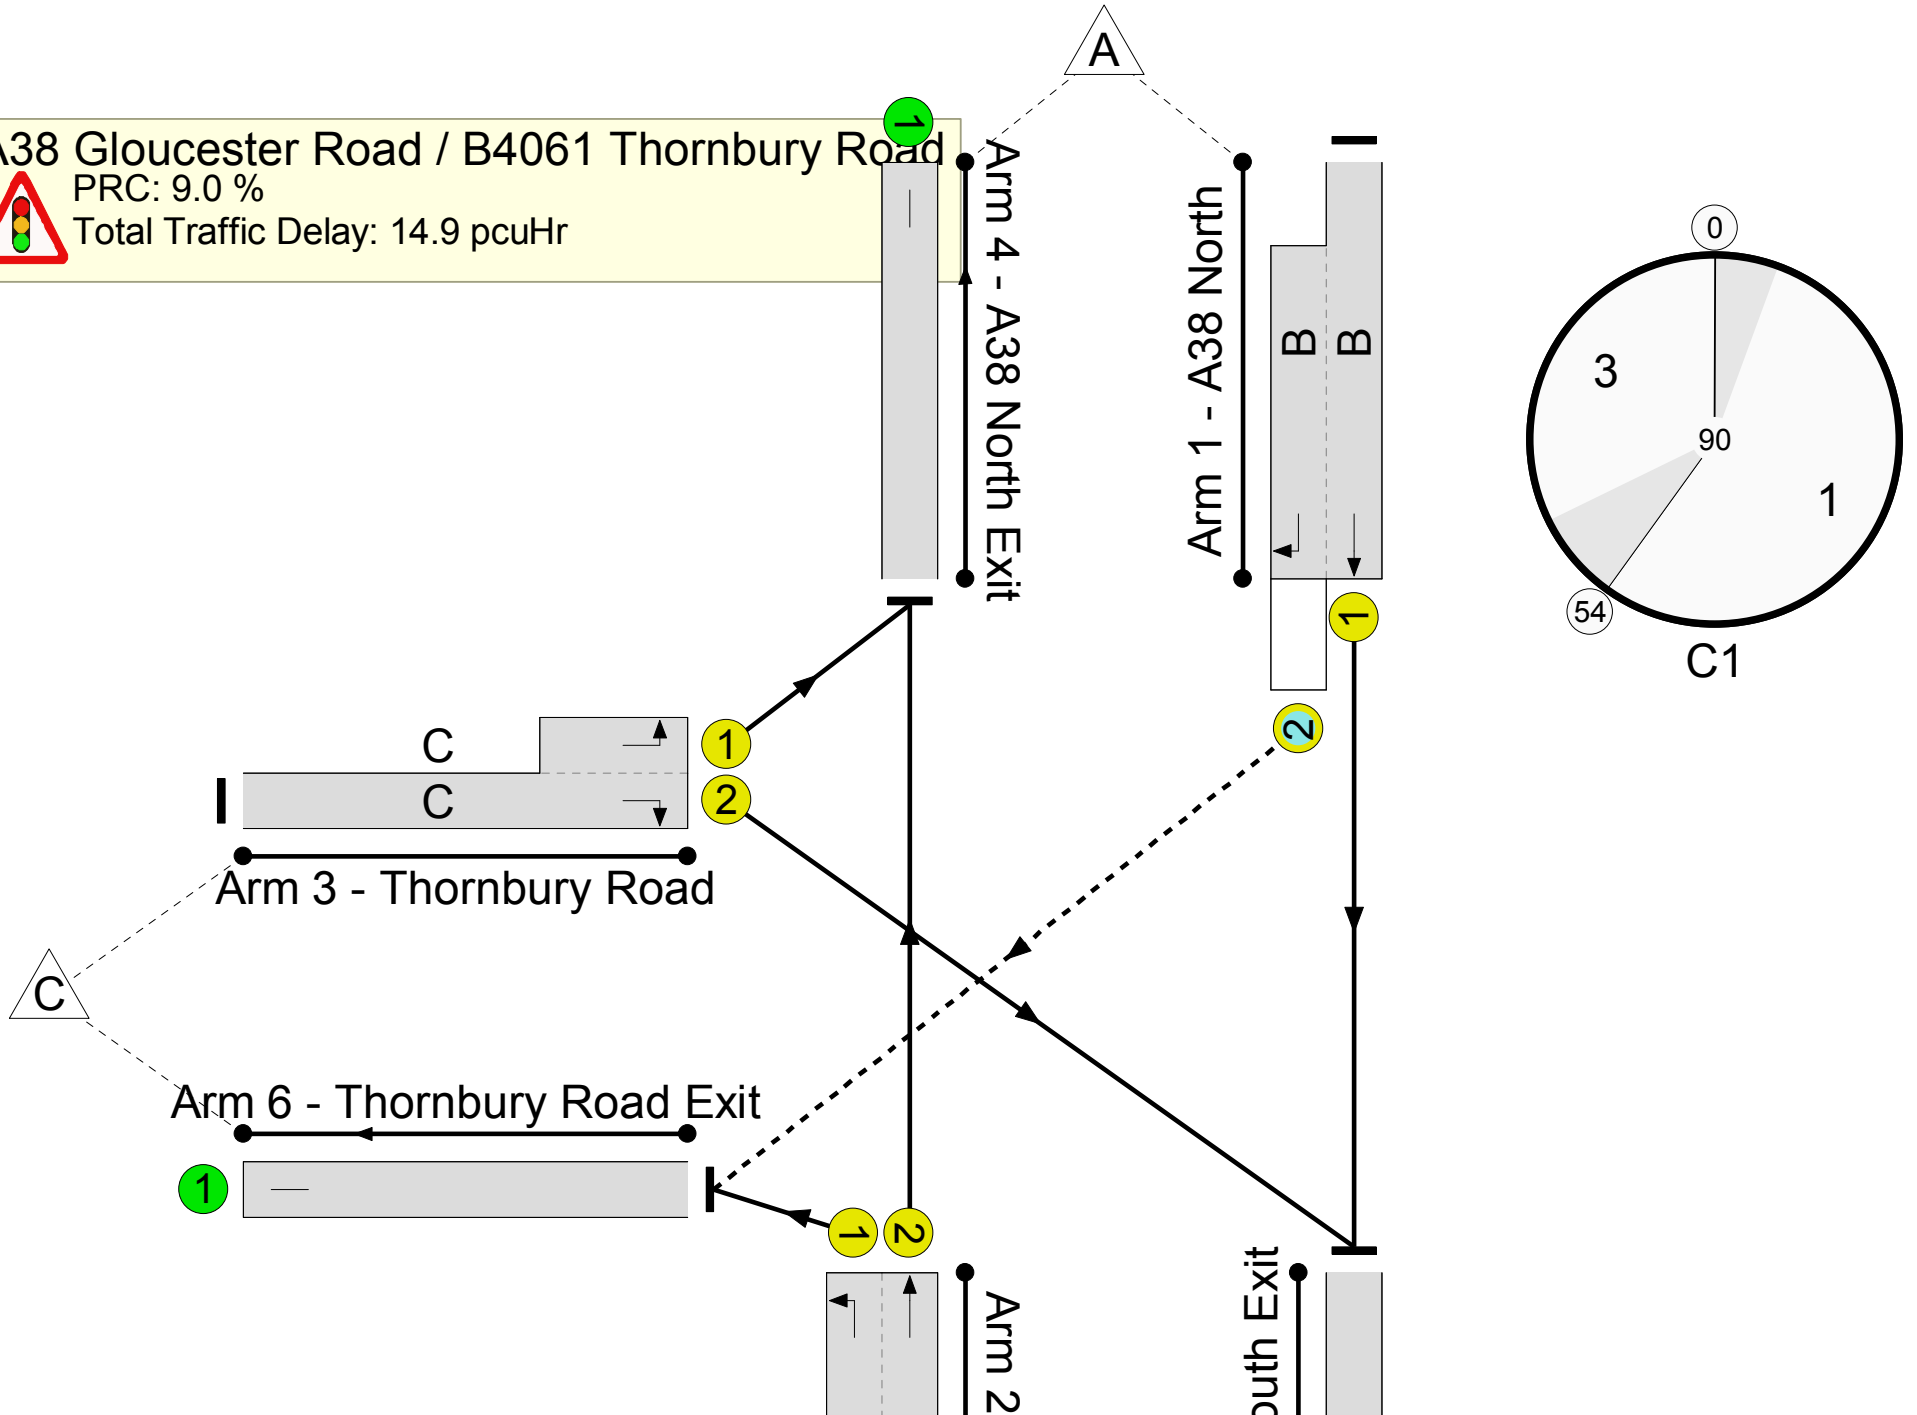 A
1
A38 Gloucester Road / B4061 Thornbury Road
PRC: 9.0 %
Total Traffic Delay: 14.9 pcuHr
Arm 4 - A38 North Exit
Arm 1 - A38 North
B
B
0
3
90
1
54
C1
1
2
C
C
1
2
Arm 3 - Thornbury Road
C
Arm 6 - Thornbury Road Exit
1
1
2
Arm 2
outh Exit